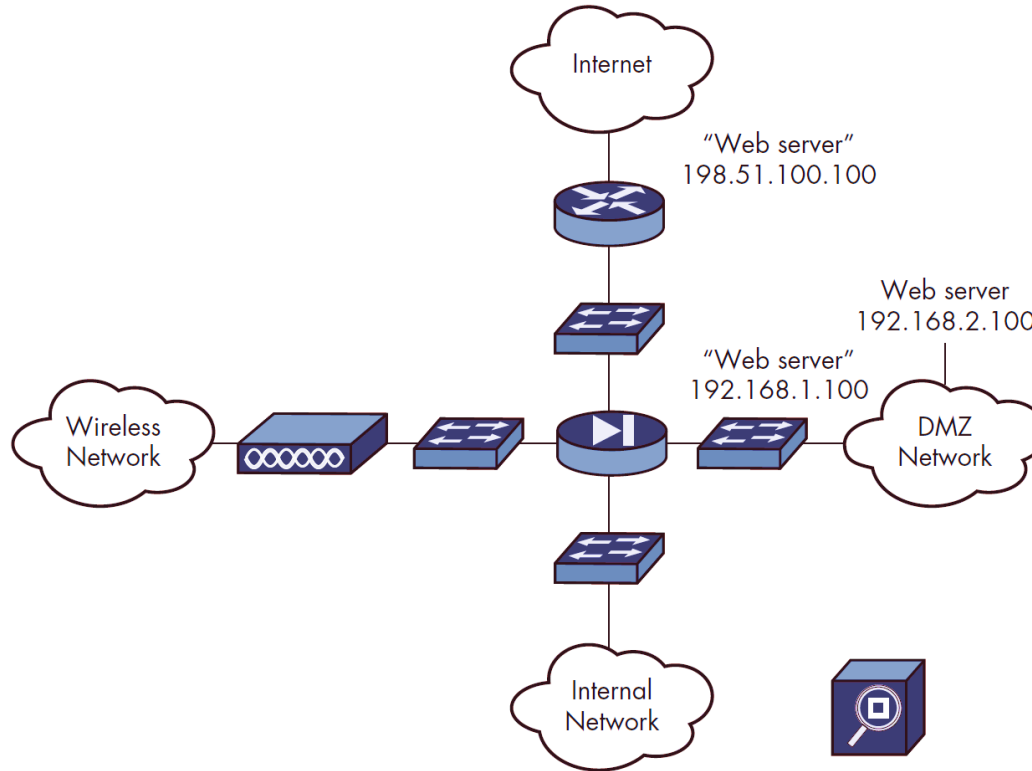 Internet
“Web server”
198.51.100.100
Web server
192.168.2.100
“Web server”
192.168.1.100
Wireless
Network
DMZ
Network
Internal
Network